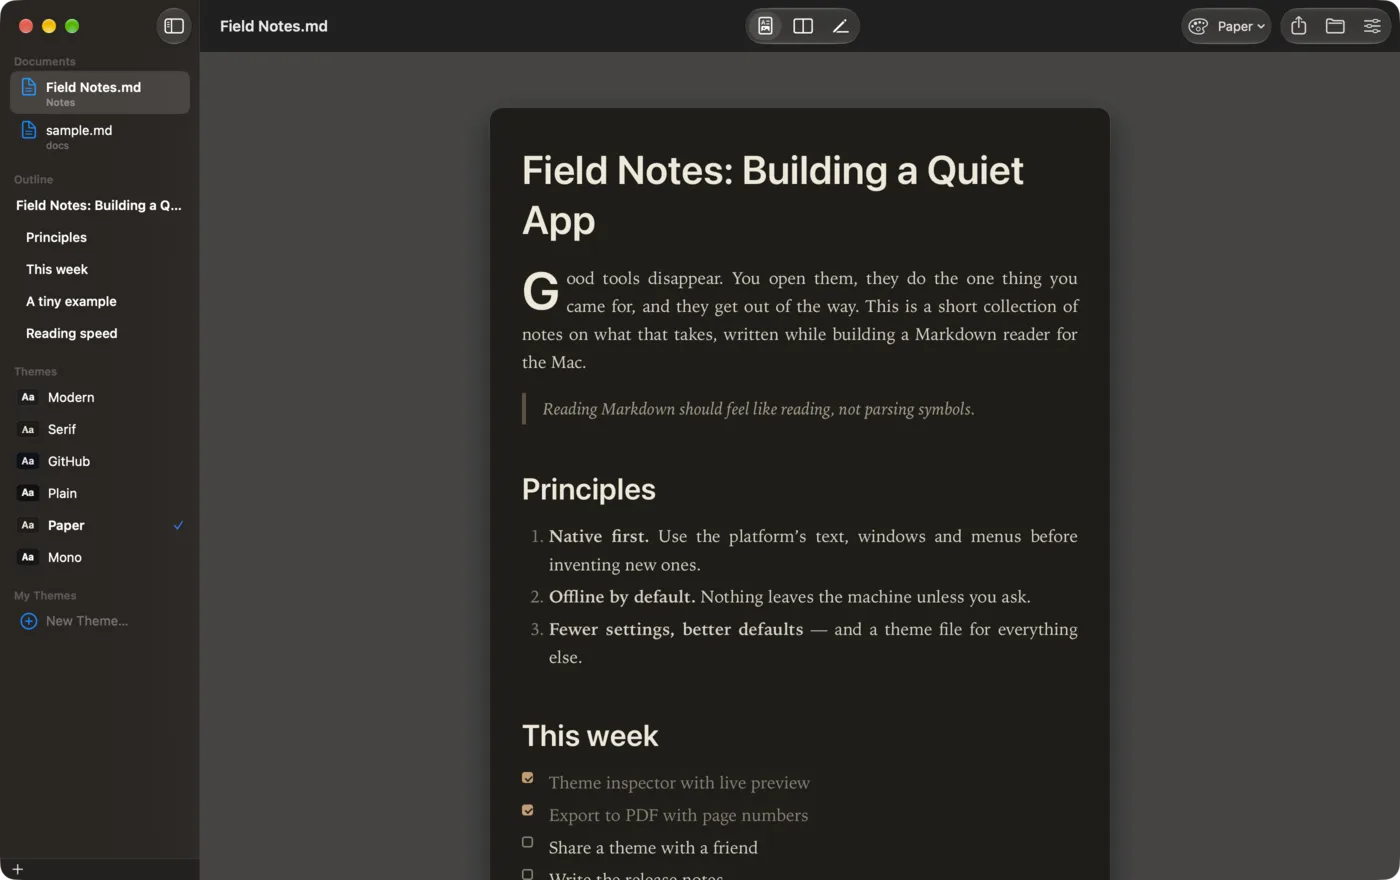 Field Notes.md
Paper
Documents
Field Notes.md
Notes
sample.md
docs
Outline
Field Notes: Building a Q...
Principles
This week
A tiny example
Reading speed
Themes
Aa Modern
Aa Serif
Aa GitHub
Aa Plain
Aa Paper
Aa Mono
My Themes
New Theme...
Field Notes: Building a Quiet
App
Good tools disappear. You open them, they do the one thing you
came for, and they get out of the way. This is a short collection of
notes on what that takes, written while building a Markdown reader for
the Mac.
Reading Markdown should feel like reading, not parsing symbols.
Principles
1. Native first. Use the platform’s text, windows and menus before
inventing new ones.
2. Offline by default. Nothing leaves the machine unless you ask.
3. Fewer settings, better defaults — and a theme file for everything
else.
This week
Theme inspector with live preview
Export to PDF with page numbers
Share a theme with a friend
Write the release notes